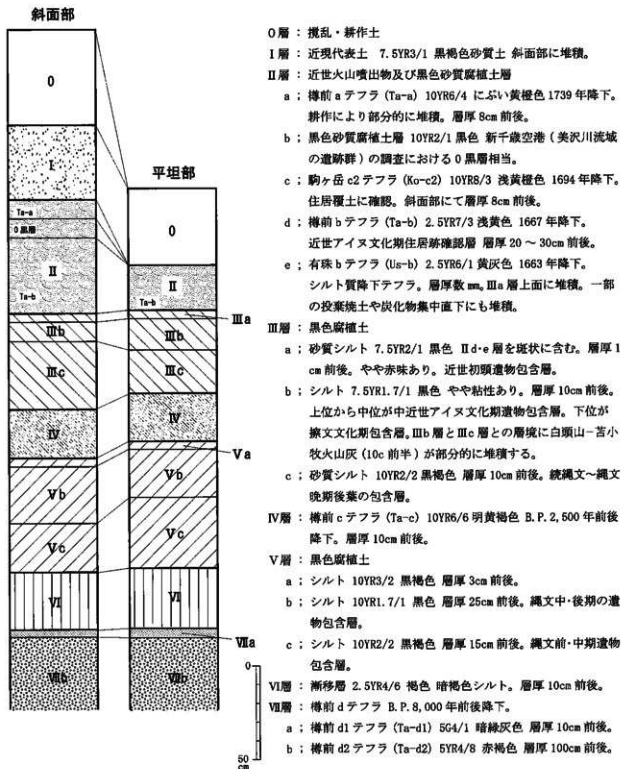 斜面部
平坦部
0
I
Ta-a
0黒層
II
Ta-b
IIIb
IIIc
IV
Vb
Vc
VI
VIIb
0
II
Ta-b
IIIa
IIIb
IIIc
IV
Va
Vb
Vc
VI
VIIa
VIIb
0
50
cm
0層：撹乱・耕作土
I層：近現代表土 7.5YR3/1 黒褐色砂質土 斜面部に堆積。
II層：近世火山噴出物及び黒色砂質腐植土層
a；樽前aテフラ(Ta-a) 10YR6/4 にぶい黄橙色 1739年降下。
耕作により部分的に堆積。層厚8cm前後。
b；黒色砂質腐植土層 10YR2/1 黒色 新千歳空港(美沢川流域
の遺跡群)の調査における0黒層相当。
c；駒ヶ岳c2テフラ(Ko-c2) 10YR8/3 浅黄橙色 1694年降下。
住居覆土に確認。斜面部にて層厚8cm前後。
d；樽前bテフラ(Ta-b) 2.5YR7/3 浅黄色 1667年降下。
近世アイヌ文化期住居跡確認層 層厚20～30cm前後。
e；有珠bテフラ(Us-b) 2.5YR6/1 黄灰色 1663年降下。
シルト質降下テフラ。層厚数mm。IIIa層上面に堆積。一部
の投棄焼土や炭化物集中直下にも堆積。
III層：黒色腐植土
a；砂質シルト 7.5YR2/1 黒色 IId・e層を斑状に含む。層厚1
cm前後。やや赤味あり。近世初頭遺物包含層。
b；シルト 7.5YR1.7/1 黒色 やや粘性あり。層厚10cm前後。
上位から中位が中近世アイヌ文化期遺物包含層。下位が
擦文文化期包含層。IIIb層とIIIc層との層境に白頭山－苫小
牧火山灰(10c前半)が部分的に堆積する。
c；砂質シルト 10YR2/2 黒褐色 層厚10cm前後。続縄文～縄文
晩期後葉の包含層。
IV層：樽前cテフラ(Ta-c) 10YR6/6 明黄褐色 B.P.2,500年前後
降下。層厚10cm前後。
V層：黒色腐植土
a；シルト 10YR3/2 黒褐色 層厚3cm前後。
b；シルト 10YR1.7/1 黒色 層厚25cm前後。縄文中・後期の遺
物包含層。
c；シルト 10YR2/2 黒褐色 層厚15cm前後。縄文前・中期遺物
包含層。
VI層：漸移層 2.5YR4/6 褐色 暗褐色シルト。層厚10cm前後。
VII層：樽前dテフラ B.P.8,000年前後降下。
a；樽前d1テフラ(Ta-d1) 5G4/1 暗緑灰色 層厚10cm前後。
b；樽前d2テフラ(Ta-d2) 5YR4/8 赤褐色 層厚100cm前後。